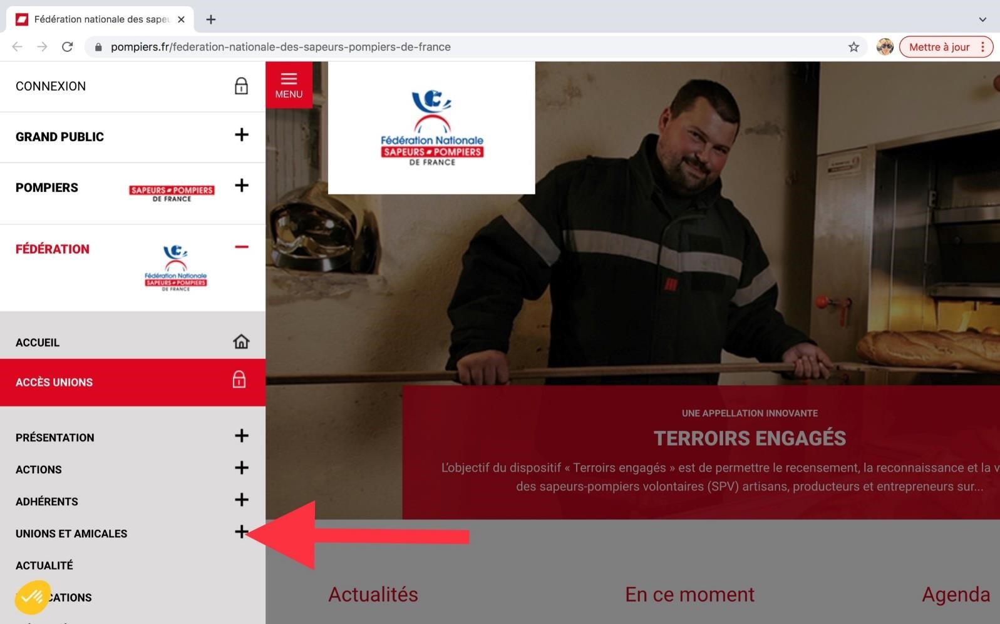 Fédération nationale des sape
pompiers.fr/federation-nationale-des-sapeurs-pompiers-de-france
Mettre à jour
CONNEXION
GRAND PUBLIC
POMPIERS
SAPEURS-POMPIERS
DE FRANCE
FÉDÉRATION
Fédération Nationale
SAPEURS-POMPIERS
DE FRANCE
ACCUEIL
ACCÈS UNIONS
PRÉSENTATION
ACTIONS
ADHÉRENTS
UNIONS ET AMICALES
ACTUALITÉ
CATIONS
MENU
Fédération Nationale
SAPEURS-POMPIERS
DE FRANCE
UNE APPELLATION INNOVANTE
TERROIRS ENGAGÉS
L'objectif du dispositif « Terroirs engagés » est de permettre le recensement, la reconnaissance et la v
des sapeurs-pompiers volontaires (SPV) artisans, producteurs et entrepreneurs sur...
Actualités
En ce moment
Agenda